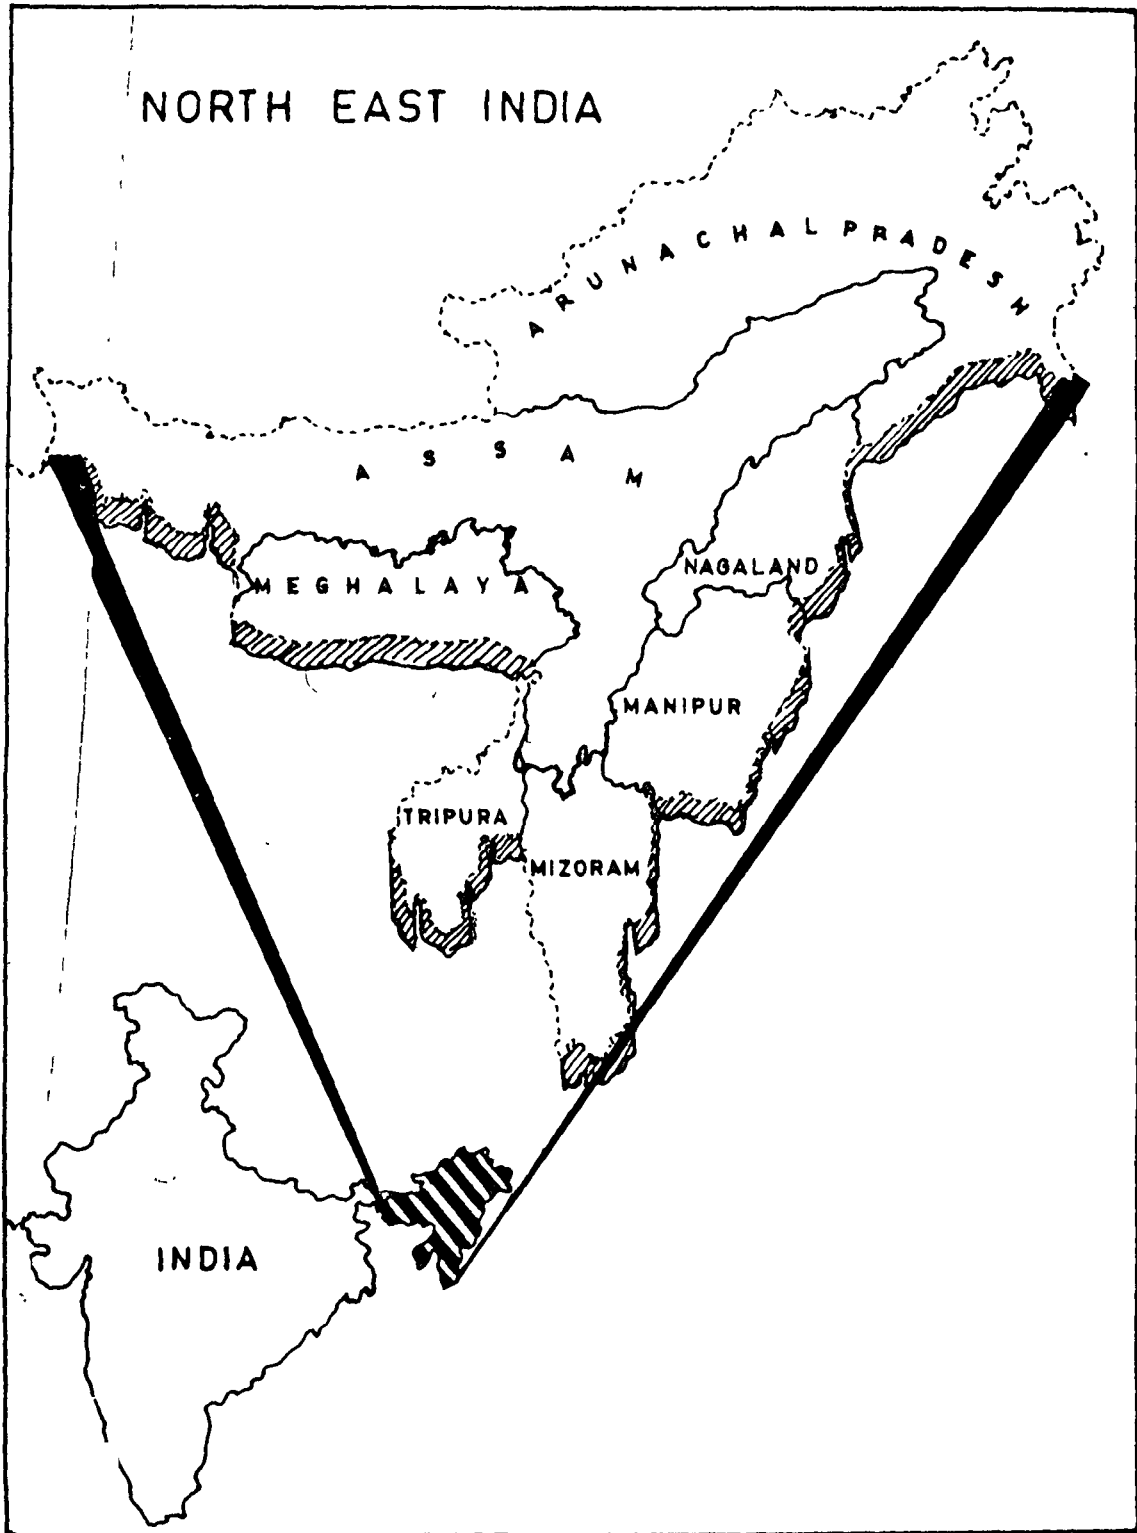 NORTH EAST INDIA
ARUNACHAL PRADESH
ASSAM
NAGALAND
MEGHALAYA
MANIPUR
TRIPURA
MIZORAM
INDIA